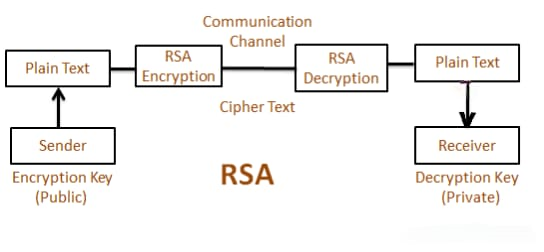 Communication
Channel
Plain Text
RSA
Encryption
RSA
Decryption
Plain Text
Cipher Text
Sender
Receiver
Encryption Key
(Public)
RSA
Decryption Key
(Private)